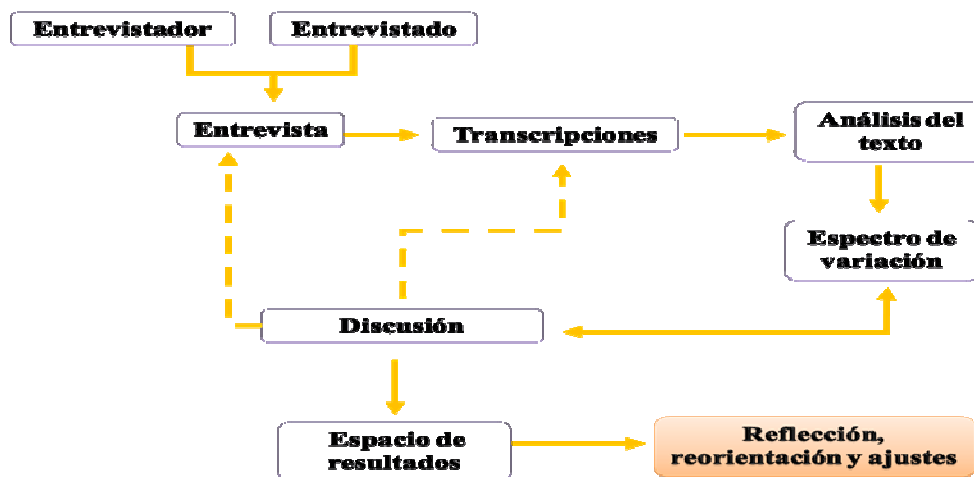 Entrevistador
Entrevistado
Entrevista
Transcripciones
Análisis del
texto
Espectro de
variación
Discusión
Espacio de
resultados
Reflección,
reorientación y ajustes